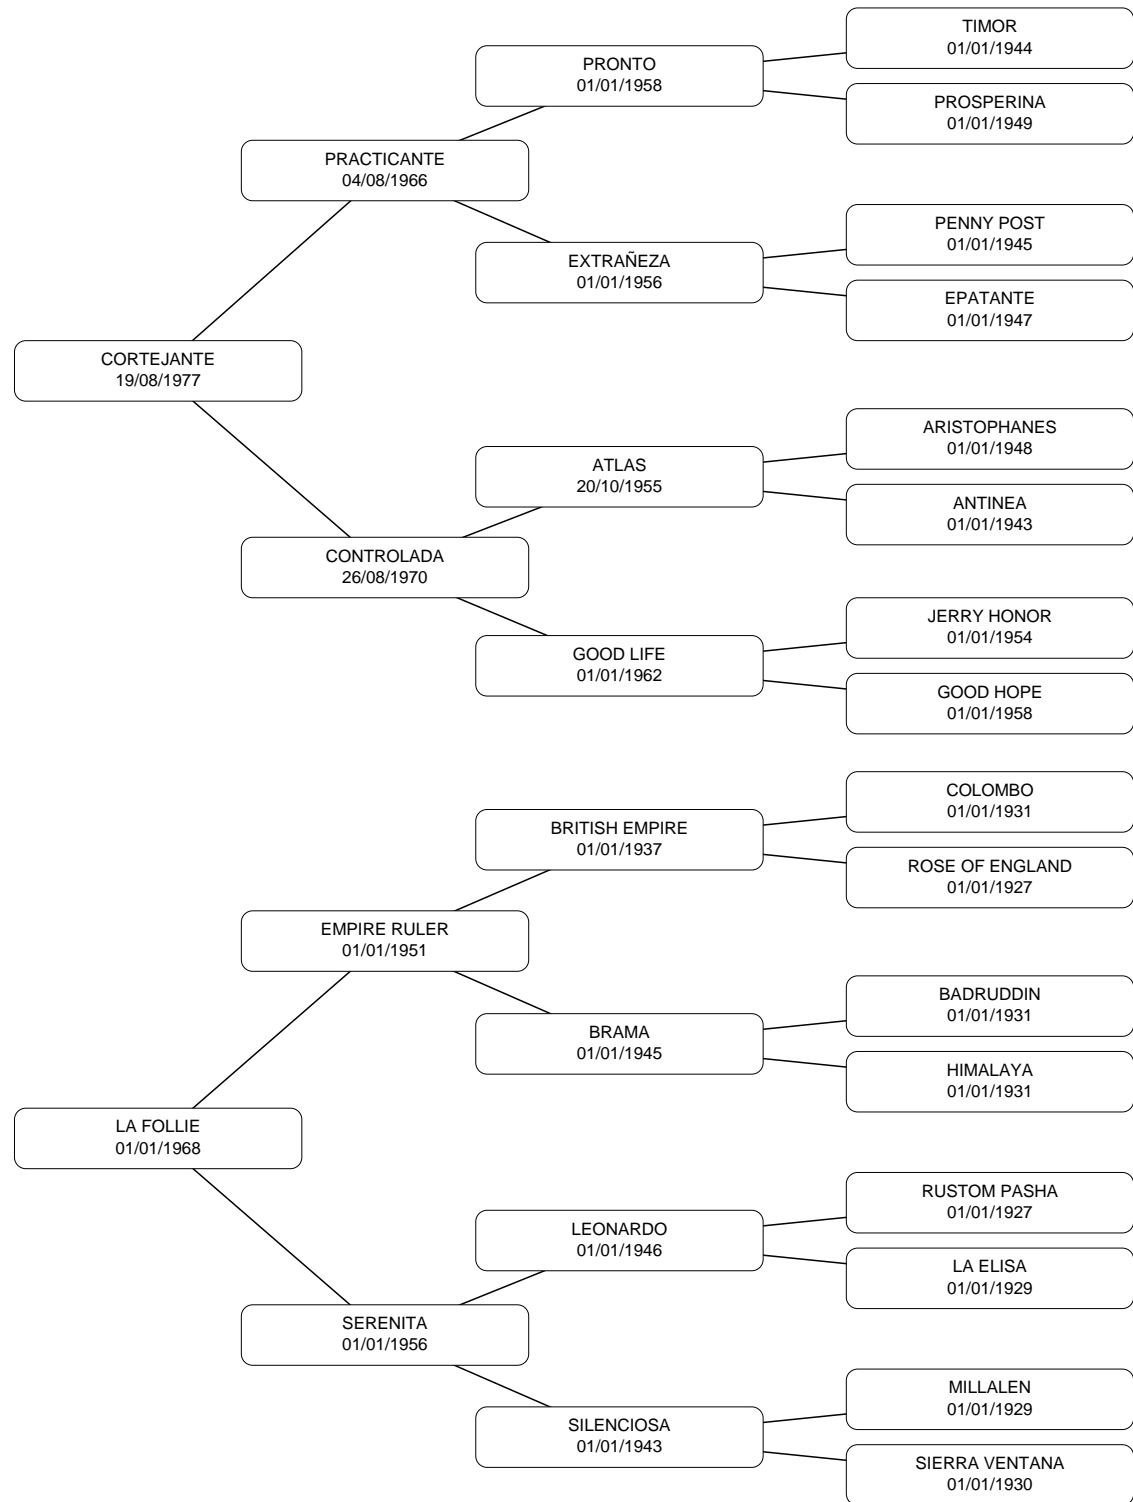 TIMOR
01/01/1944
PRONTO
01/01/1958
PROSPERINA
01/01/1949
PRACTICANTE
04/08/1966
PENNY POST
01/01/1945
EXTRAÑEZA
01/01/1956
EPATANTE
01/01/1947
CORTEJANTE
19/08/1977
ARISTOPHANES
01/01/1948
ATLAS
20/10/1955
ANTINEA
01/01/1943
CONTROLADA
26/08/1970
JERRY HONOR
01/01/1954
GOOD LIFE
01/01/1962
GOOD HOPE
01/01/1958
COLOMBO
01/01/1931
BRITISH EMPIRE
01/01/1937
ROSE OF ENGLAND
01/01/1927
EMPIRE RULER
01/01/1951
BADRUDDIN
01/01/1931
BRAMA
01/01/1945
HIMALAYA
01/01/1931
LA FOLLIE
01/01/1968
RUSTOM PASHA
01/01/1927
LEONARDO
01/01/1946
LA ELISA
01/01/1929
SERENITA
01/01/1956
MILLALEN
01/01/1929
SILENCIOSA
01/01/1943
SIERRA VENTANA
01/01/1930